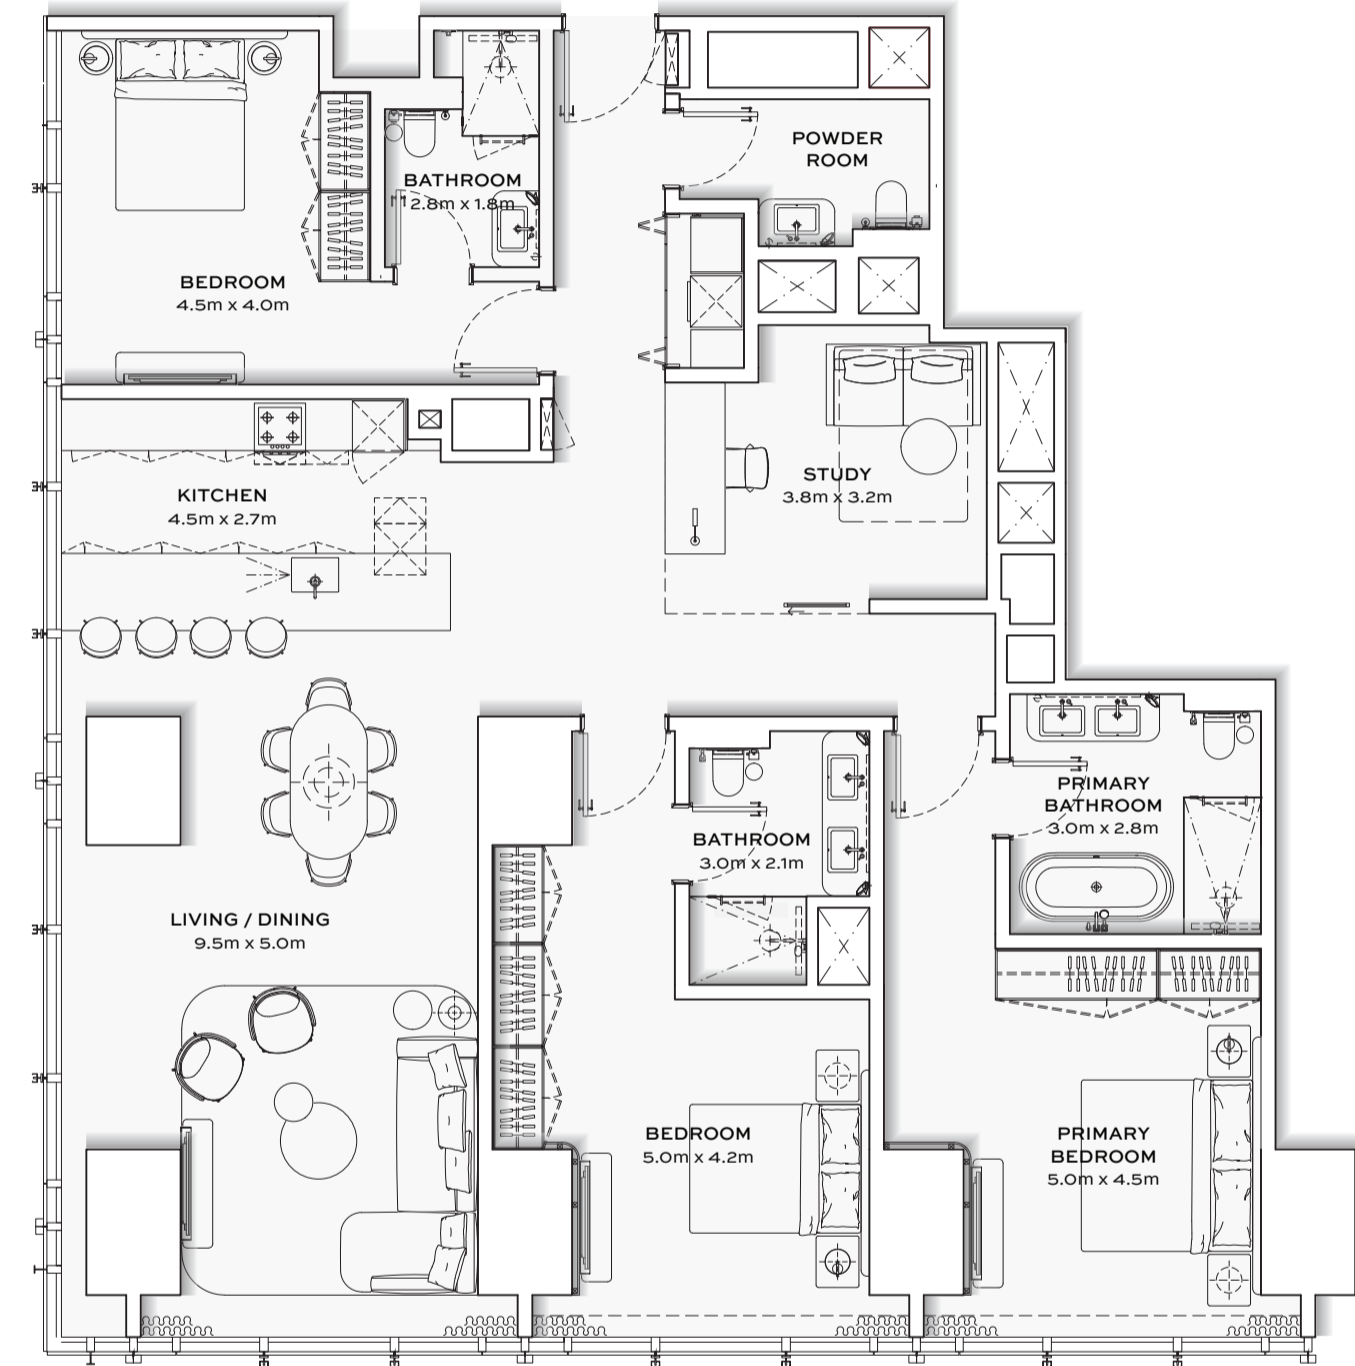 POWDER
ROOM
BATHROOM
2.8m x 1.8m
BEDROOM
4.5m x 4.0m
KITCHEN
4.5m x 2.7m
STUDY
3.8m x 3.2m
PRIMARY
BATHROOM
3.0m x 2.8m
BATHROOM
3.0m x 2.1m
LIVING / DINING
9.5m x 5.0m
BEDROOM
5.0m x 4.2m
PRIMARY
BEDROOM
5.0m x 4.5m